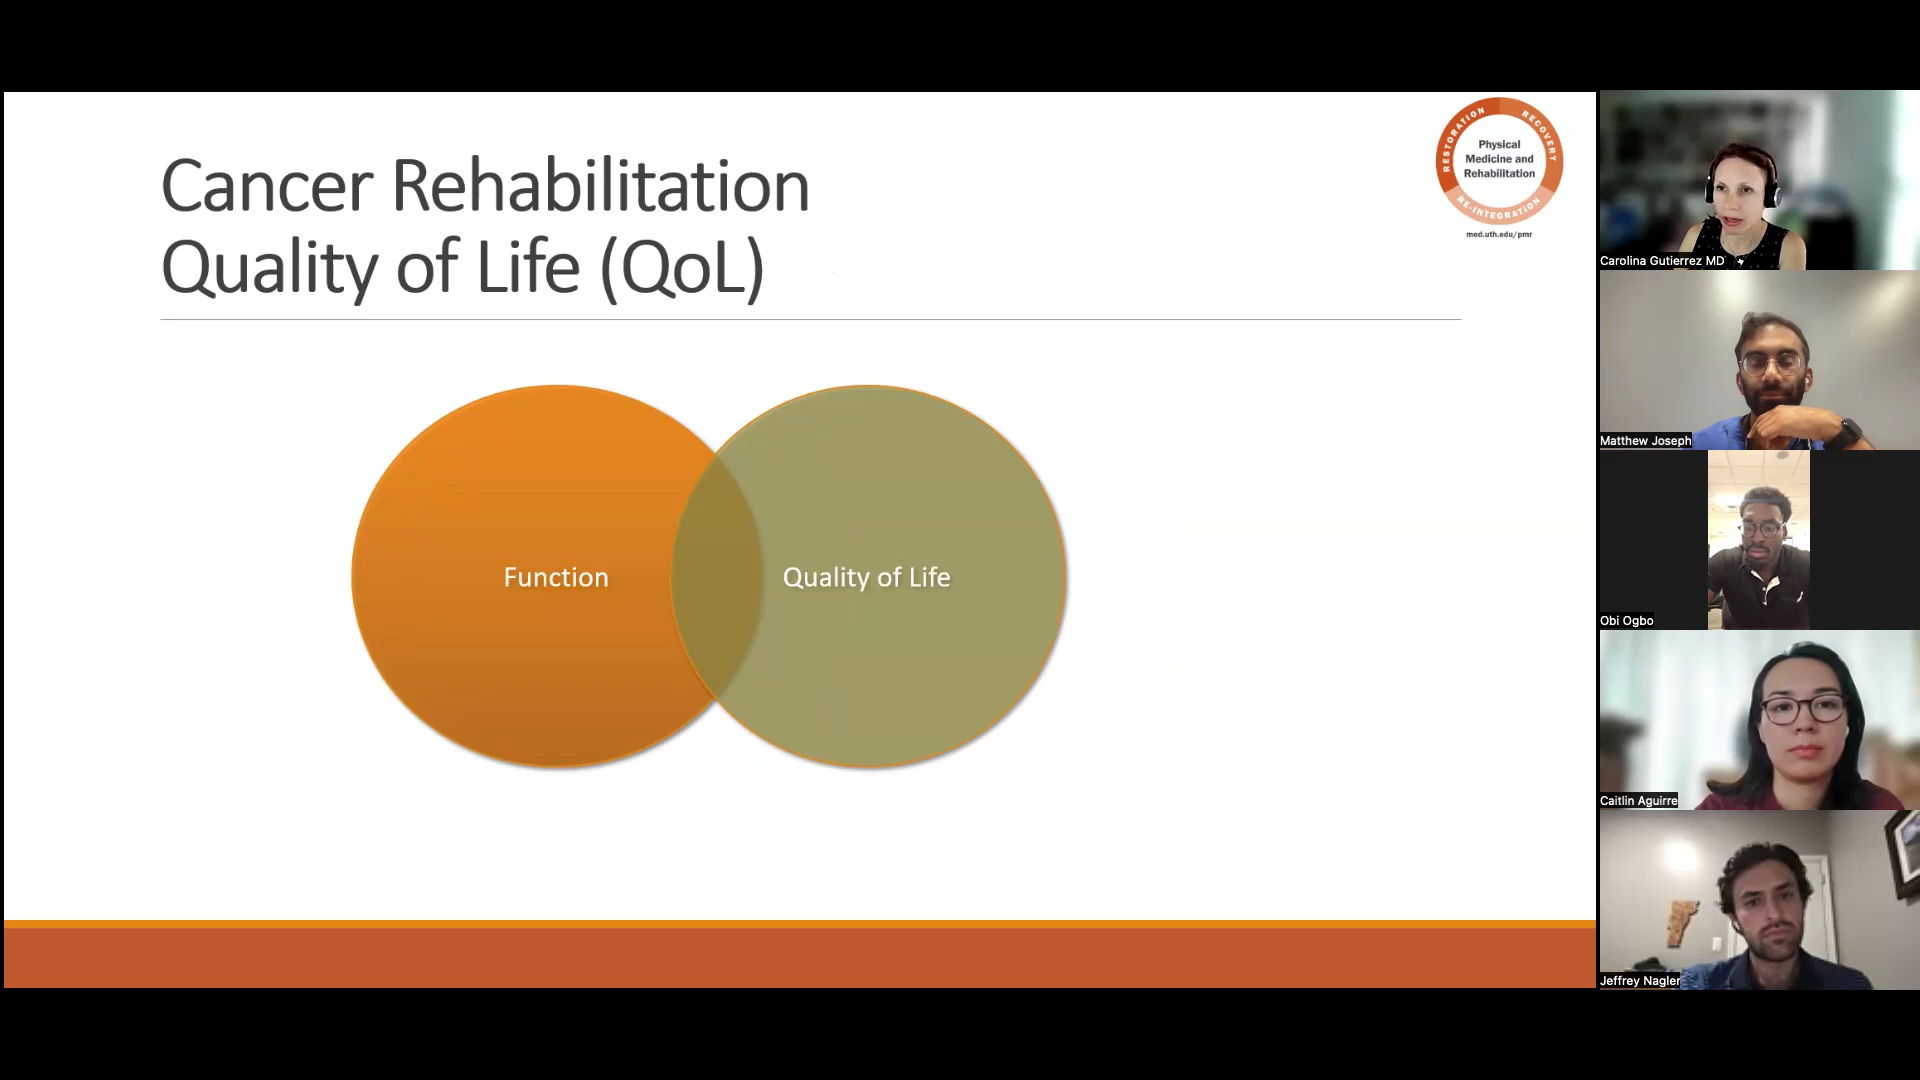 Cancer Rehabilitation
Quality of Life (QoL)
Function
Quality of Life
RESTORATION
RECOVERY
RE-INTEGRATION
Physical
Medicine and
Rehabilitation
med.uth.edu/pmr
Carolina Gutierrez MD
Matthew Joseph
Obi Ogbo
Caitlin Aguirre
Jeffrey Nagler